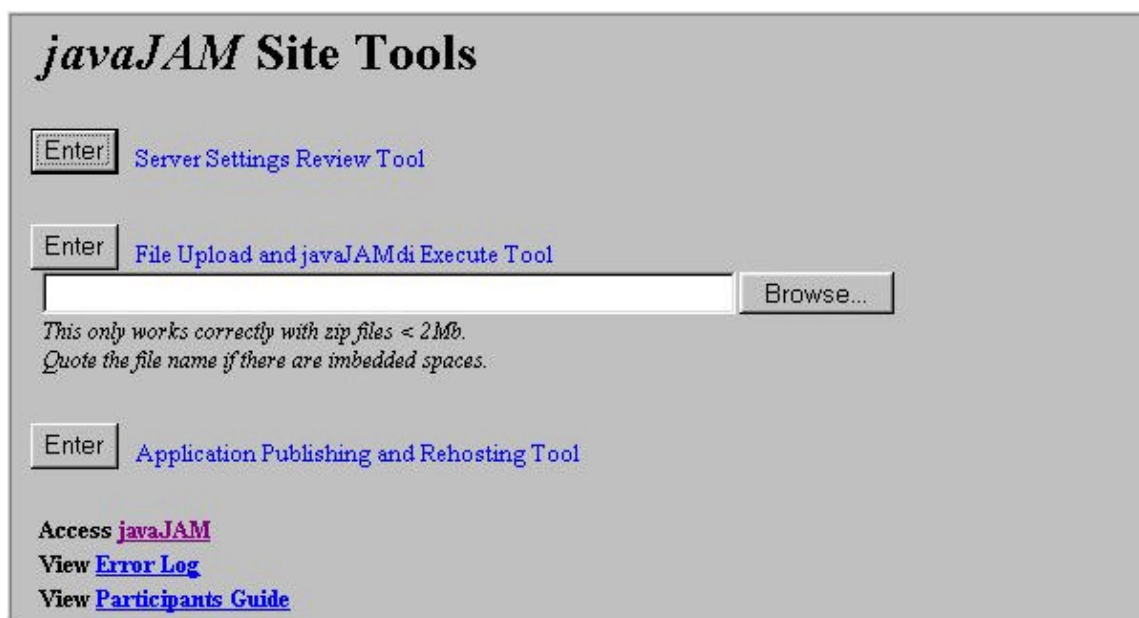 javaJAM Site Tools
Enter Server Settings Review Tool
Enter File Upload and javaJAMdi Execute Tool
Browse...
This only works correctly with zip files < 2Mb.
Quote the file name if there are imbedded spaces.
Enter Application Publishing and Rehosting Tool
Access javaJAM
View Error Log
View Participants Guide